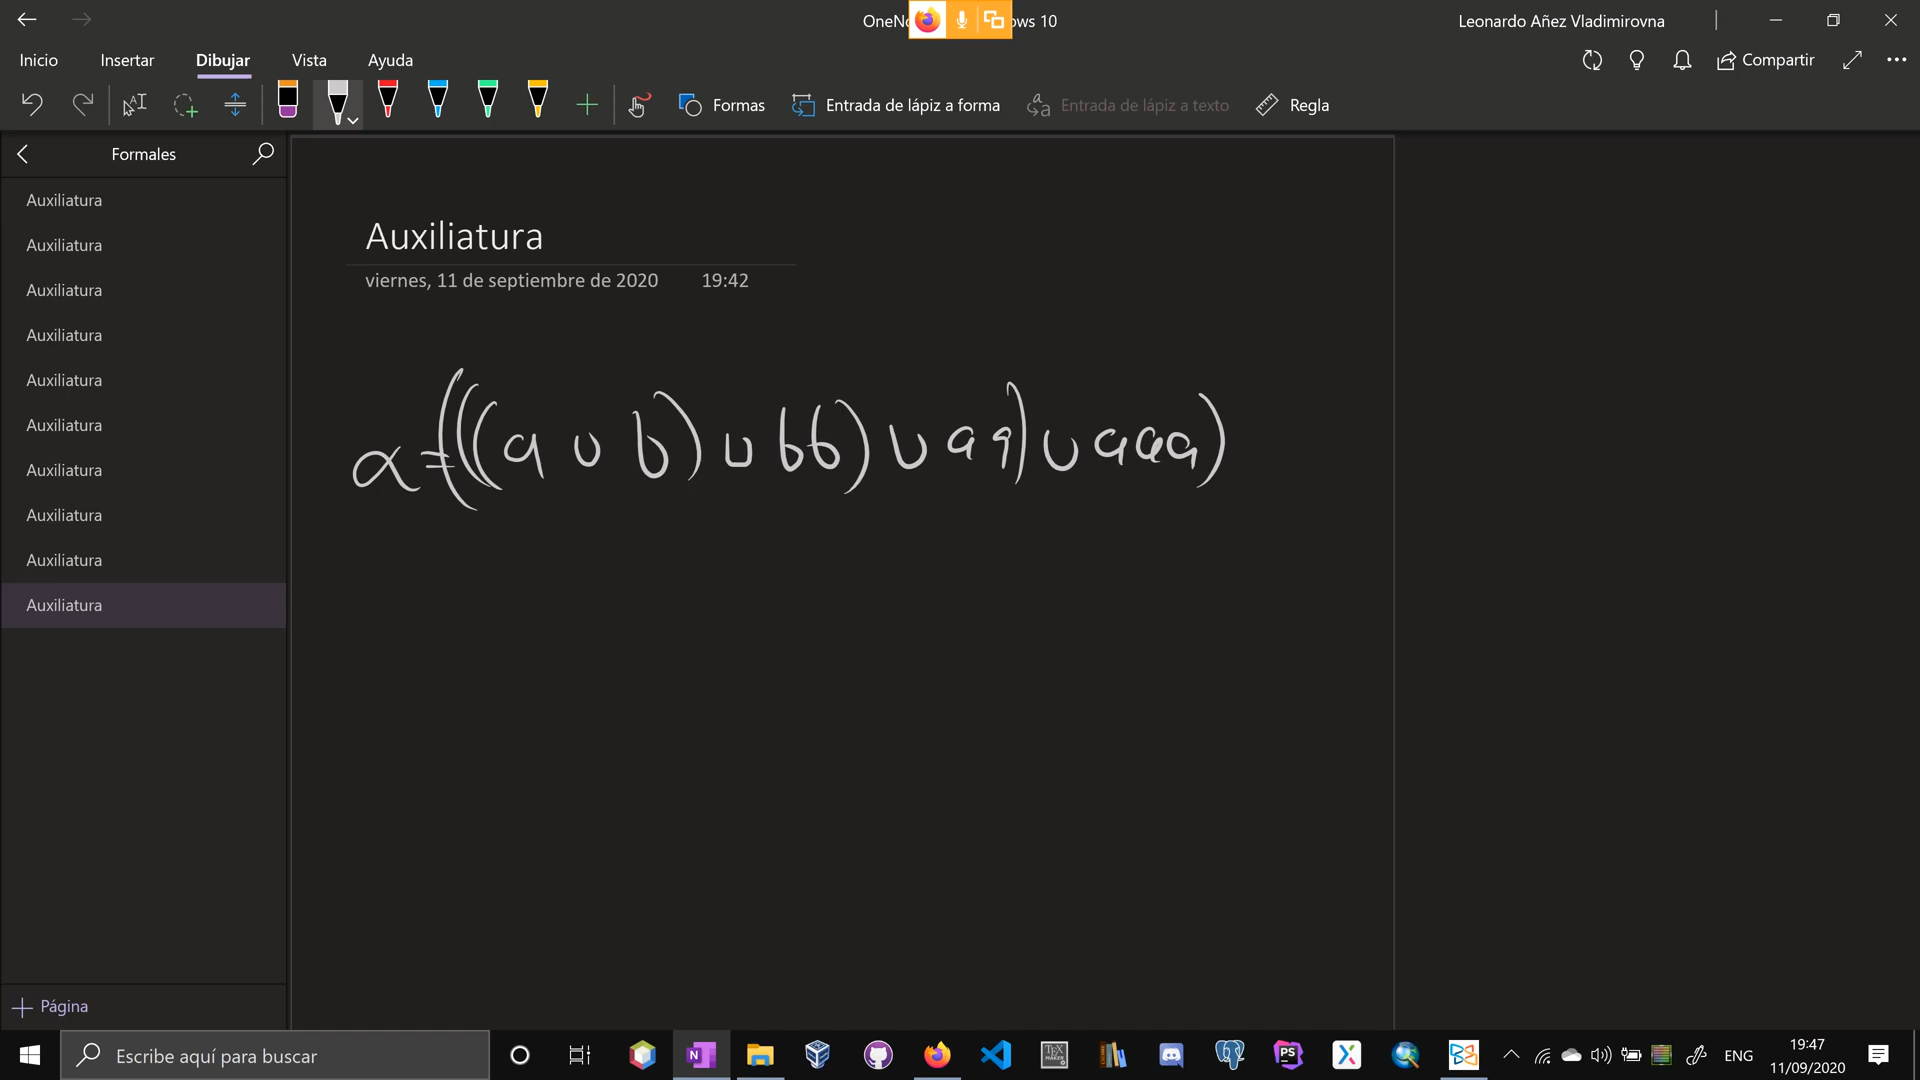 OneNo ows 10 Leonardo Añez Vladimirovna
Inicio Insertar Dibujar Vista Ayuda Compartir
Formas Entrada de lápiz a forma Entrada de lápiz a texto Regla
Formales
Auxiliatura
Auxiliatura
Auxiliatura
Auxiliatura
Auxiliatura
Auxiliatura
Auxiliatura
Auxiliatura
Auxiliatura
Auxiliatura
Auxiliatura
viernes, 11 de septiembre de 2020 19:42
α=(((a ∪ b) ∪ bb) ∪ aa) ∪ aaa)
Página
Escribe aquí para buscar
ENG
19:47
11/09/2020